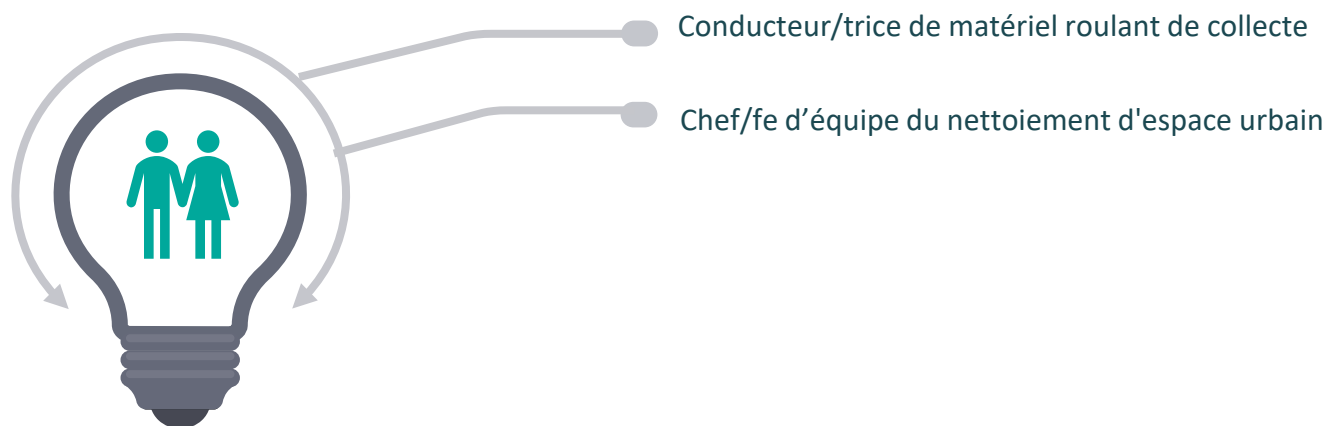 Conducteur/trice de matériel roulant de collecte
Chef/fe d’équipe du nettoiement d'espace urbain